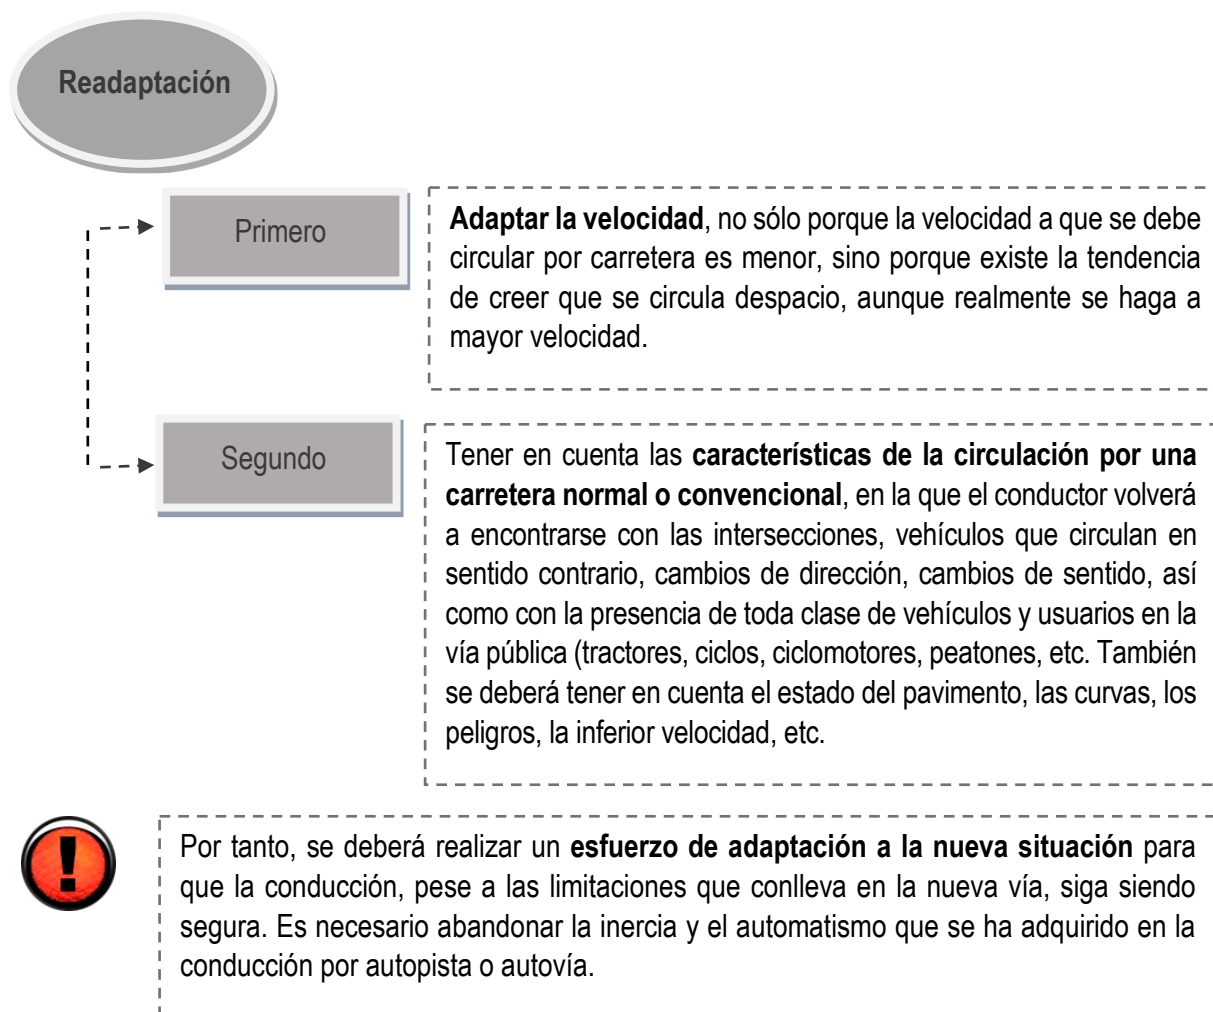 Readaptación
Primero
Adaptar la velocidad, no sólo porque la velocidad a que se debe
circular por carretera es menor, sino porque existe la tendencia
de creer que se circula despacio, aunque realmente se haga a
mayor velocidad.
Segundo
Tener en cuenta las características de la circulación por una
carretera normal o convencional, en la que el conductor volverá
a encontrarse con las intersecciones, vehículos que circulan en
sentido contrario, cambios de dirección, cambios de sentido, así
como con la presencia de toda clase de vehículos y usuarios en la
vía pública (tractores, ciclos, ciclomotores, peatones, etc. También
se deberá tener en cuenta el estado del pavimento, las curvas, los
peligros, la inferior velocidad, etc.
Por tanto, se deberá realizar un esfuerzo de adaptación a la nueva situación para
que la conducción, pese a las limitaciones que conlleva en la nueva vía, siga siendo
segura. Es necesario abandonar la inercia y el automatismo que se ha adquirido en la
conducción por autopista o autovía.